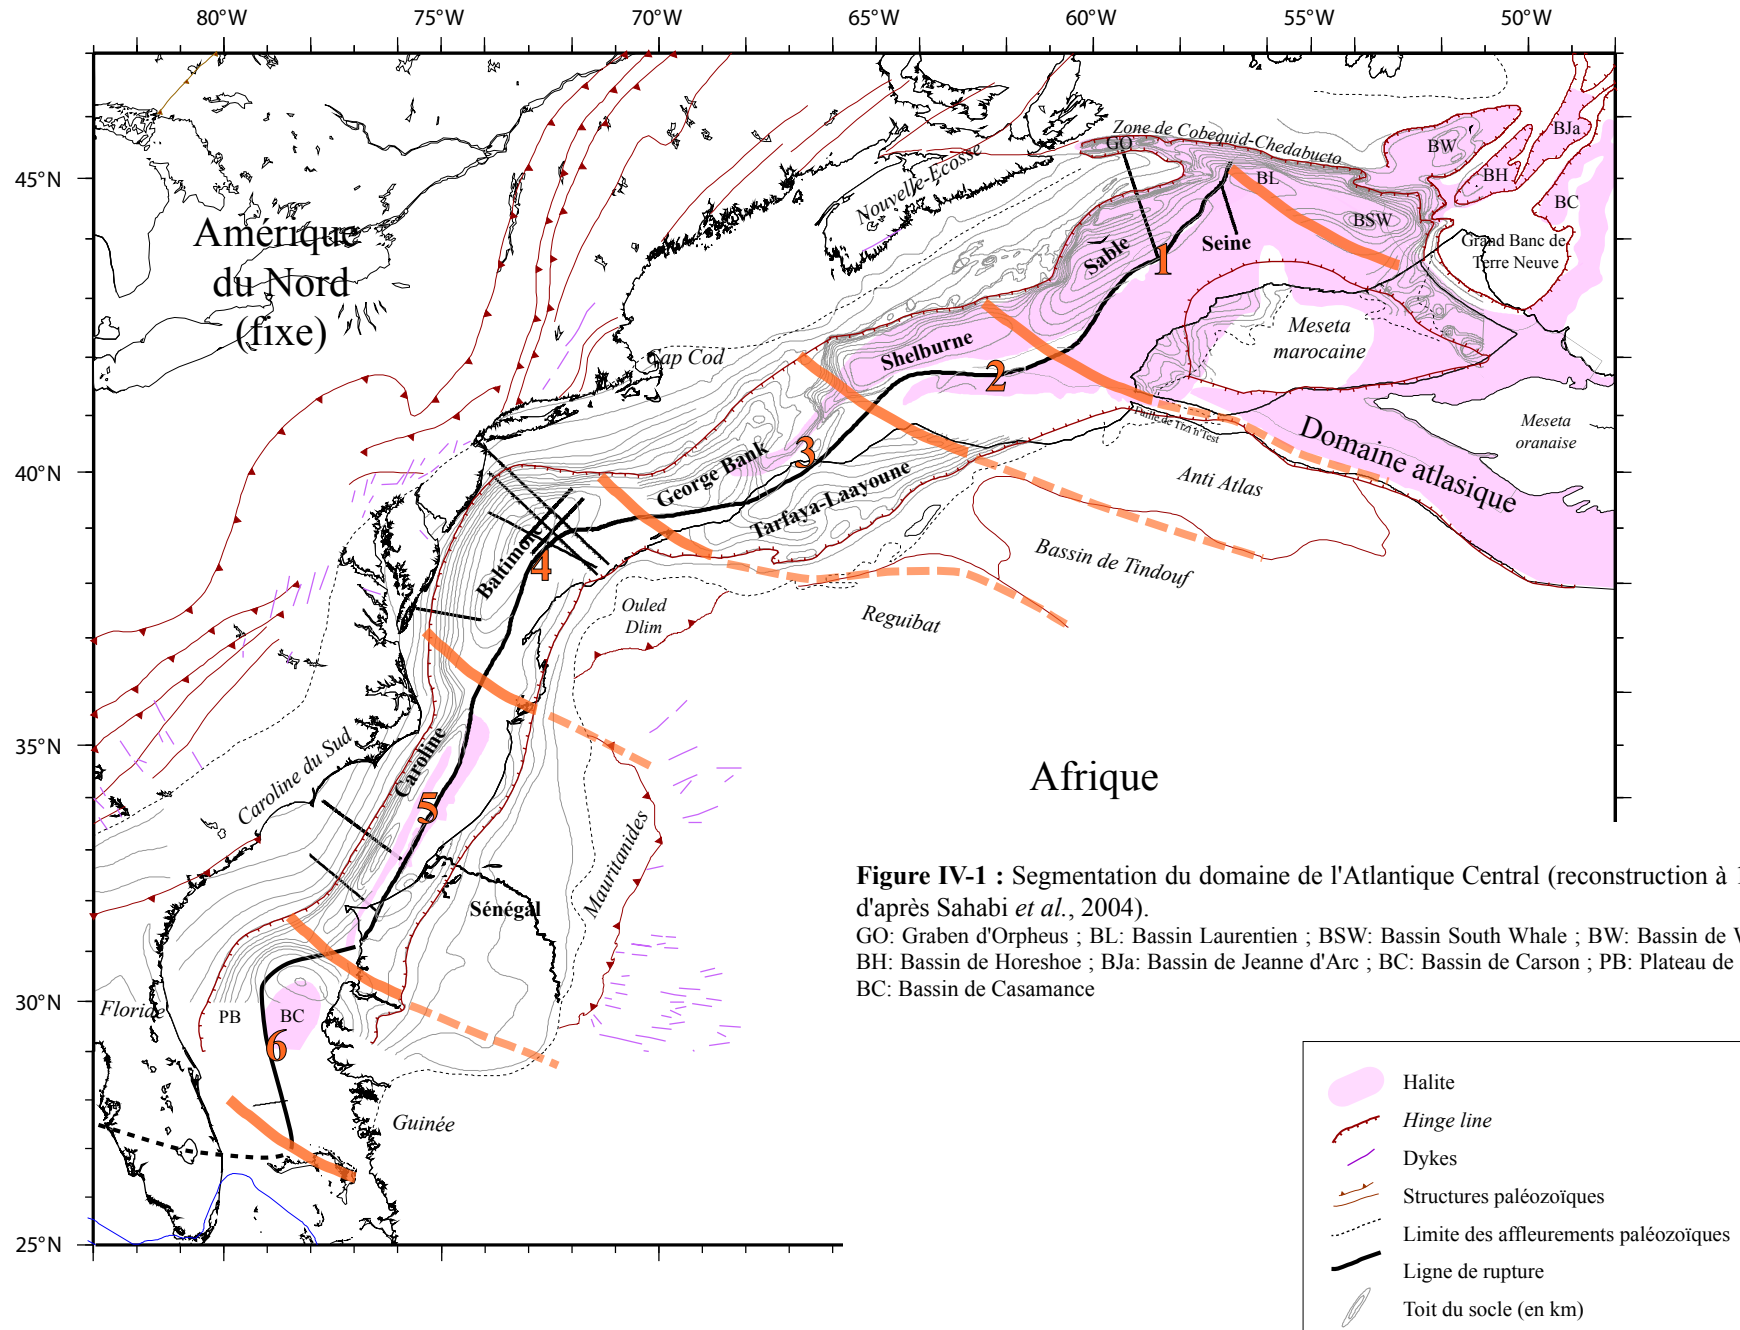 80°W 75°W 70°W 65°W 60°W 55°W 50°W
45°N
40°N
35°N
30°N
25°N
Amérique
du Nord
(fixe)
Nouvelle-Ecosse
Zone de Cobequid-Chedabucto
GO
BL
BSW
BW
BJa
BH
BC
Grand Banc de
Terre Neuve
Sable
Seine
1
Meseta
marocaine
Shelburne
2
Cap Cod
Meseta
oranaise
Domaine atlasique
Faille de Tizi n'Test
George Bank
3
Tarfaya-Laayoune
Anti Atlas
Bassin de Tindouf
Baltimore
4
Ouled
Dlim
Reguibat
Caroline du Sud
Caroline
5
Mauritanides
Sénégal
Afrique
Floride
PB
BC
6
Guinée
Figure IV-1 : Segmentation du domaine de l'Atlantique Central (reconstruction à
d'après Sahabi et al., 2004).
GO: Graben d'Orpheus ; BL: Bassin Laurentien ; BSW: Bassin South Whale ; BW: Bassin de
BH: Bassin de Horeshoe ; BJa: Bassin de Jeanne d'Arc ; BC: Bassin de Carson ; PB: Plateau de
BC: Bassin de Casamance
Halite
Hinge line
Dykes
Structures paléozoïques
Limite des affleurements paléozoïques
Ligne de rupture
Toit du socle (en km)